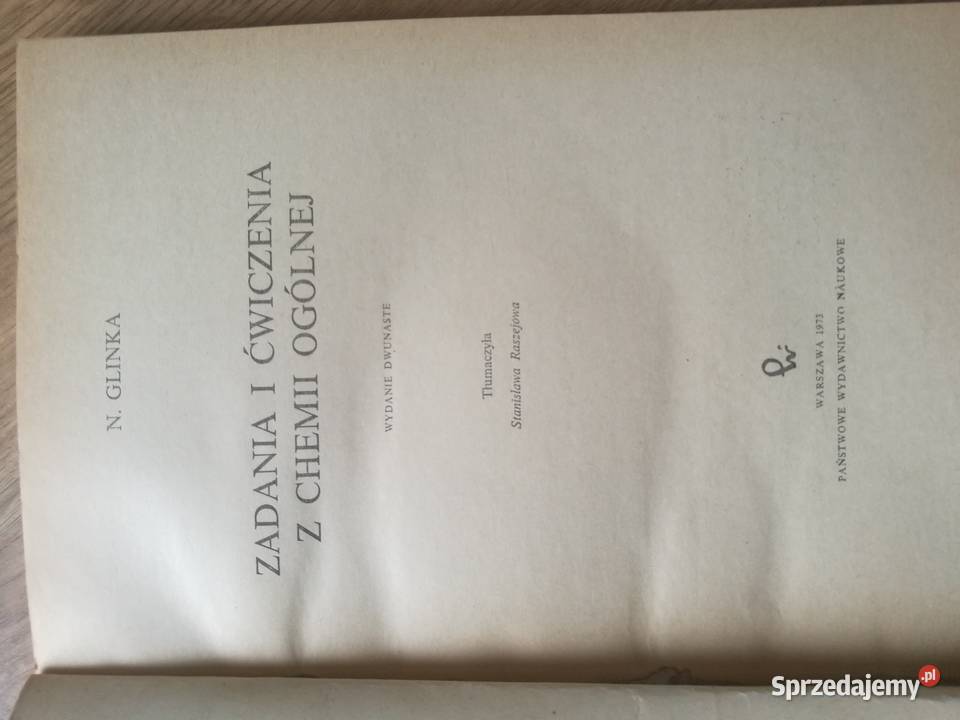 N. GLINKA
ZADANIA I ĆWICZENIA
Z CHEMII OGÓLNEJ
WYDANIE DWUNASTE
Tłumaczyła
Stanisława Raszejowa
WARSZAWA 1973
PAŃSTWOWE WYDAWNICTWO NAUKOWE
Sprzedajemy.pl